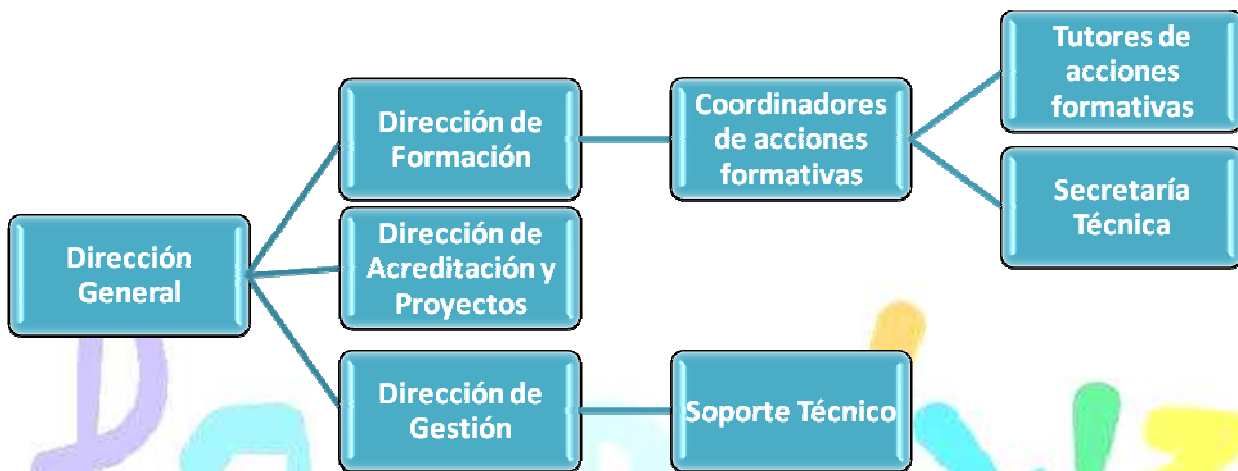 Tutores de
acciones
formativas
Dirección de
Formación
Coordinadores
de acciones
formativas
Secretaría
Técnica
Dirección
General
Dirección de
Acreditación y
Proyectos
Dirección de
Gestión
Soporte Técnico